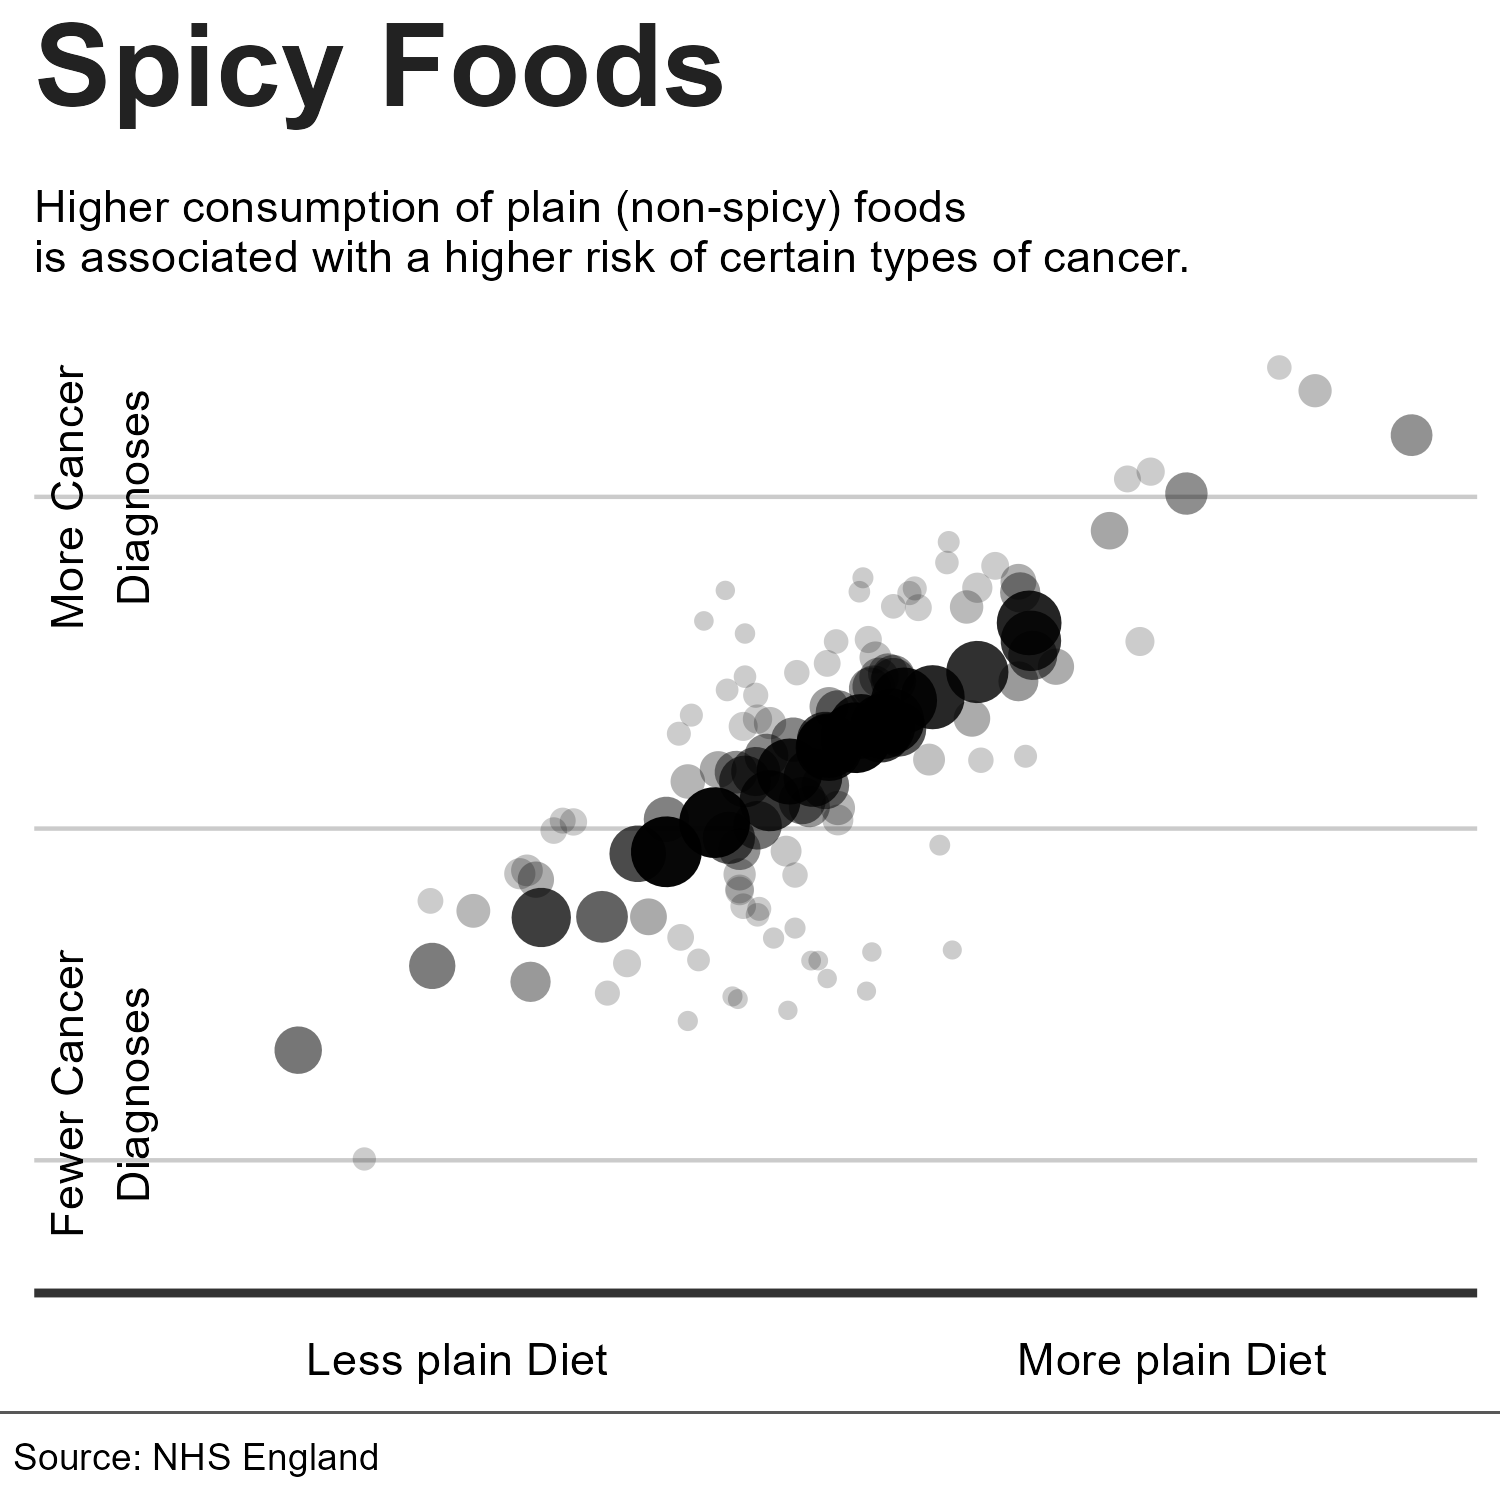 Spicy Foods
Higher consumption of plain (non-spicy) foods
is associated with a higher risk of certain types of cancer.
More Cancer
Diagnoses
Fewer Cancer
Diagnoses
Less plain Diet
More plain Diet
Source: NHS England